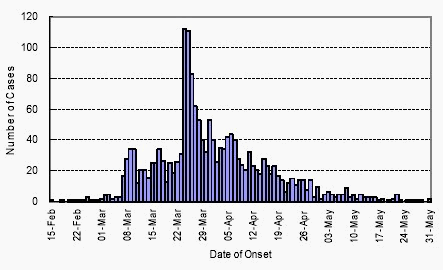 120
100
80
60
40
20
0
Number of Cases
15-Feb
22-Feb
01-Mar
08-Mar
15-Mar
22-Mar
29-Mar
05-Apr
12-Apr
19-Apr
26-Apr
03-May
10-May
17-May
24-May
31-May
Date of Onset